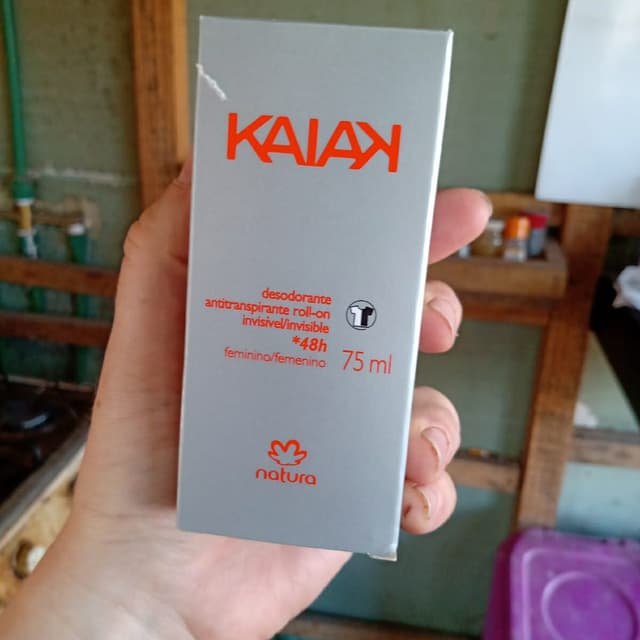 KAIAK
desodorante
antitranspirante roll-on
invisível/invisible
*48h
feminino/femenino
75 ml
natura